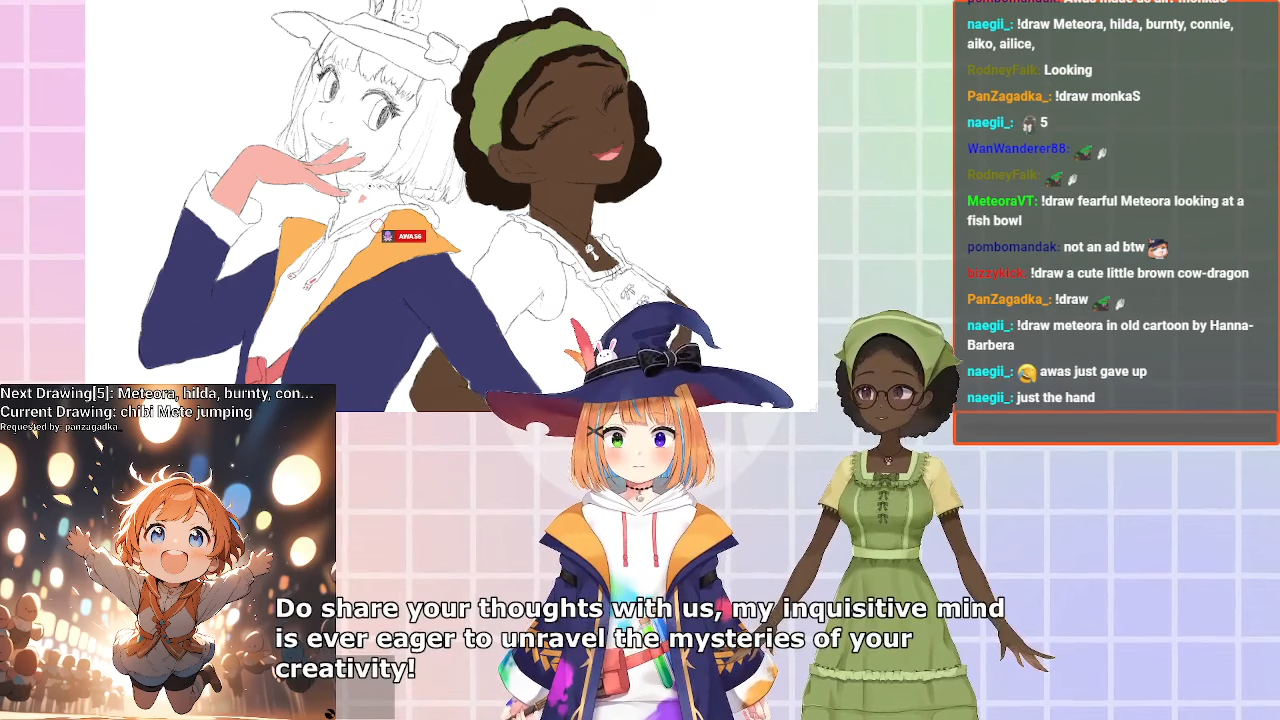 naegii_: !draw Meteora, hilda, burnty, connie,
aiko, ailice,
RodneyFalk: Looking
PanZagadka_: !draw monkaS
naegii_: 5
WanWanderer88:
RodneyFalk:
MeteoraVT: !draw fearful Meteora looking at a
fish bowl
pombomandak: not an ad btw
bizzykick: !draw a cute little brown cow-dragon
PanZagadka_: !draw
naegii_: !draw meteora in old cartoon by Hanna-
Barbera
naegii_: awas just gave up
naegii_: just the hand
AWAS6
Next Drawing[5]: Meteora, hilda, burnty, con...
Current Drawing: chibi Mete jumping
Requested by: panzagadka_
Do share your thoughts with us, my inquisitive mind
is ever eager to unravel the mysteries of your
creativity!